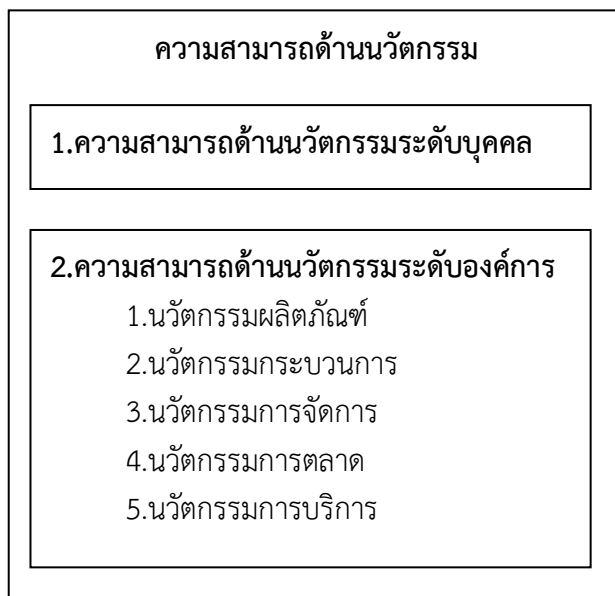 ความสามารถด้านนวัตกรรม
1.ความสามารถด้านนวัตกรรมระดับบุคคล
2.ความสามารถด้านนวัตกรรมระดับองค์การ
1.นวัตกรรมผลิตภัณฑ์
2.นวัตกรรมกระบวนการ
3.นวัตกรรมการจัดการ
4.นวัตกรรมการตลาด
5.นวัตกรรมการบริการ